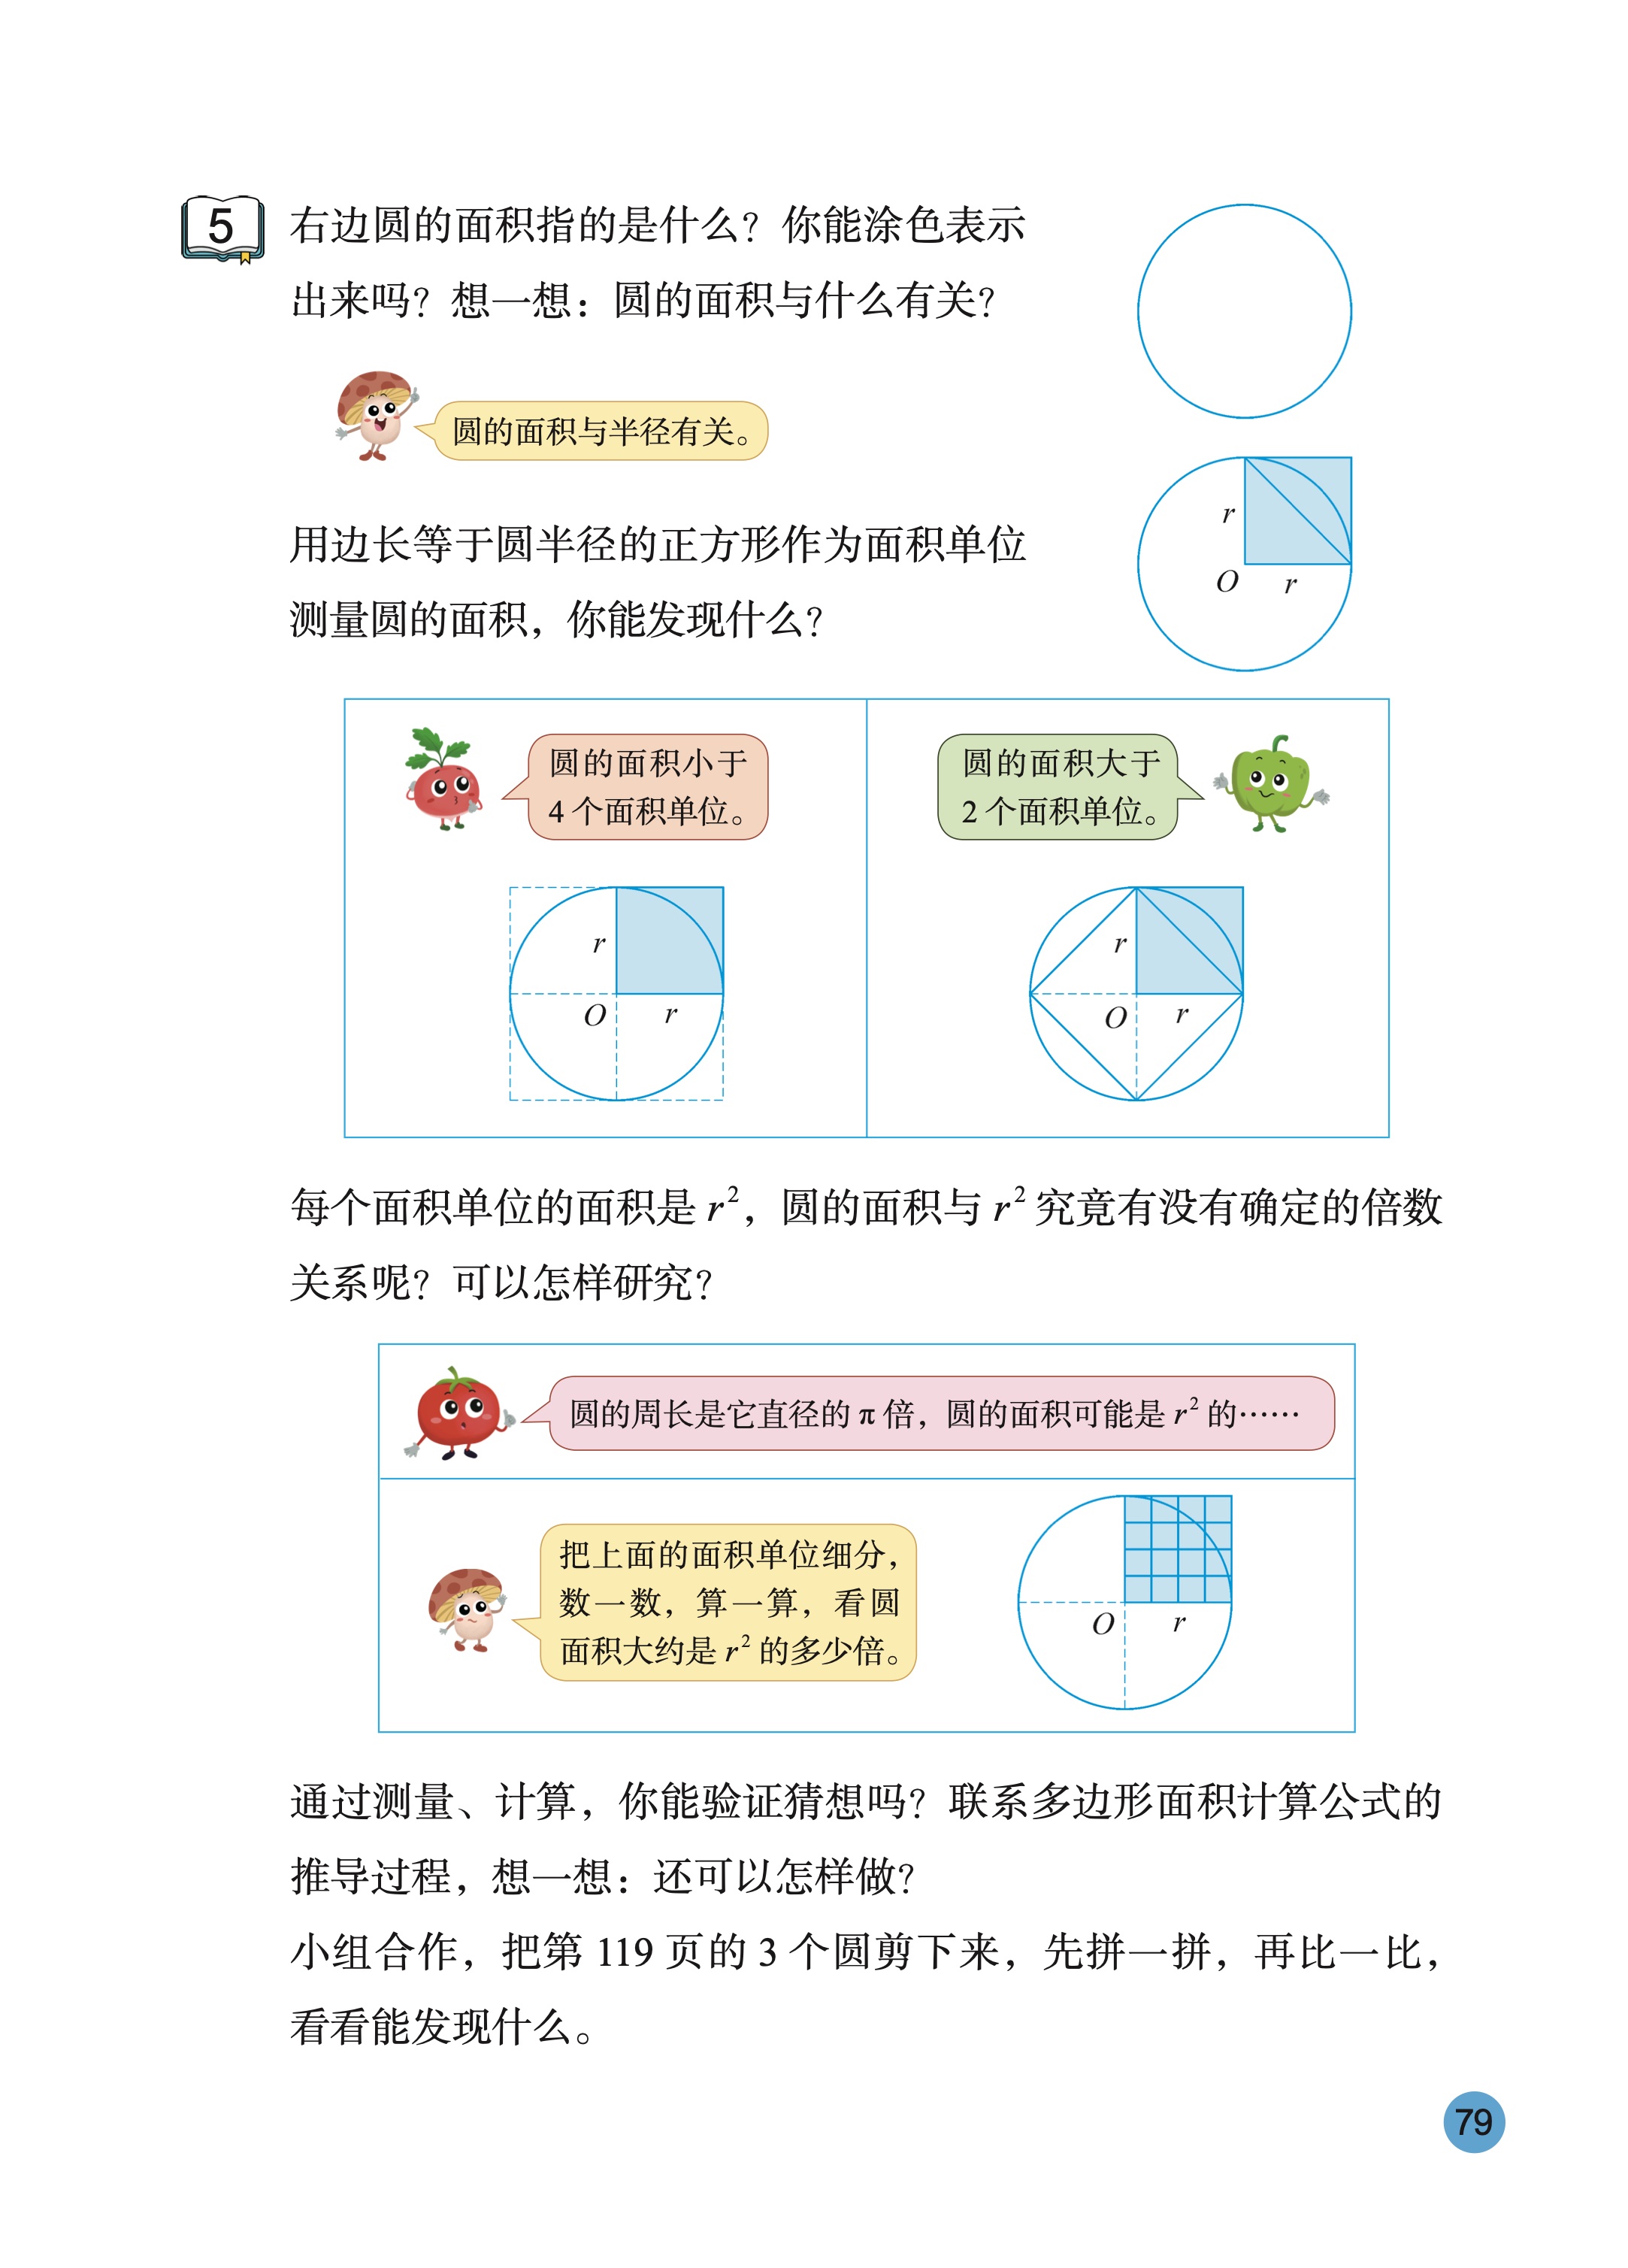 5
右边圆的面积指的是什么？你能涂色表示
出来吗？想一想：圆的面积与什么有关？
圆的面积与半径有关。
用边长等于圆半径的正方形作为面积单位
测量圆的面积，你能发现什么？
r
O
r
圆的面积小于
4 个面积单位。
圆的面积大于
2 个面积单位。
r
O
r
r
O
r
每个面积单位的面积是 r²，圆的面积与 r² 究竟有没有确定的倍数
关系呢？可以怎样研究？
圆的周长是它直径的 π 倍，圆的面积可能是 r² 的……
把上面的面积单位细分，
数一数，算一算，看圆
面积大约是 r² 的多少倍。
O
r
通过测量、计算，你能验证猜想吗？联系多边形面积计算公式的
推导过程，想一想：还可以怎样做？
小组合作，把第 119 页的 3 个圆剪下来，先拼一拼，再比一比，
看看能发现什么。
79